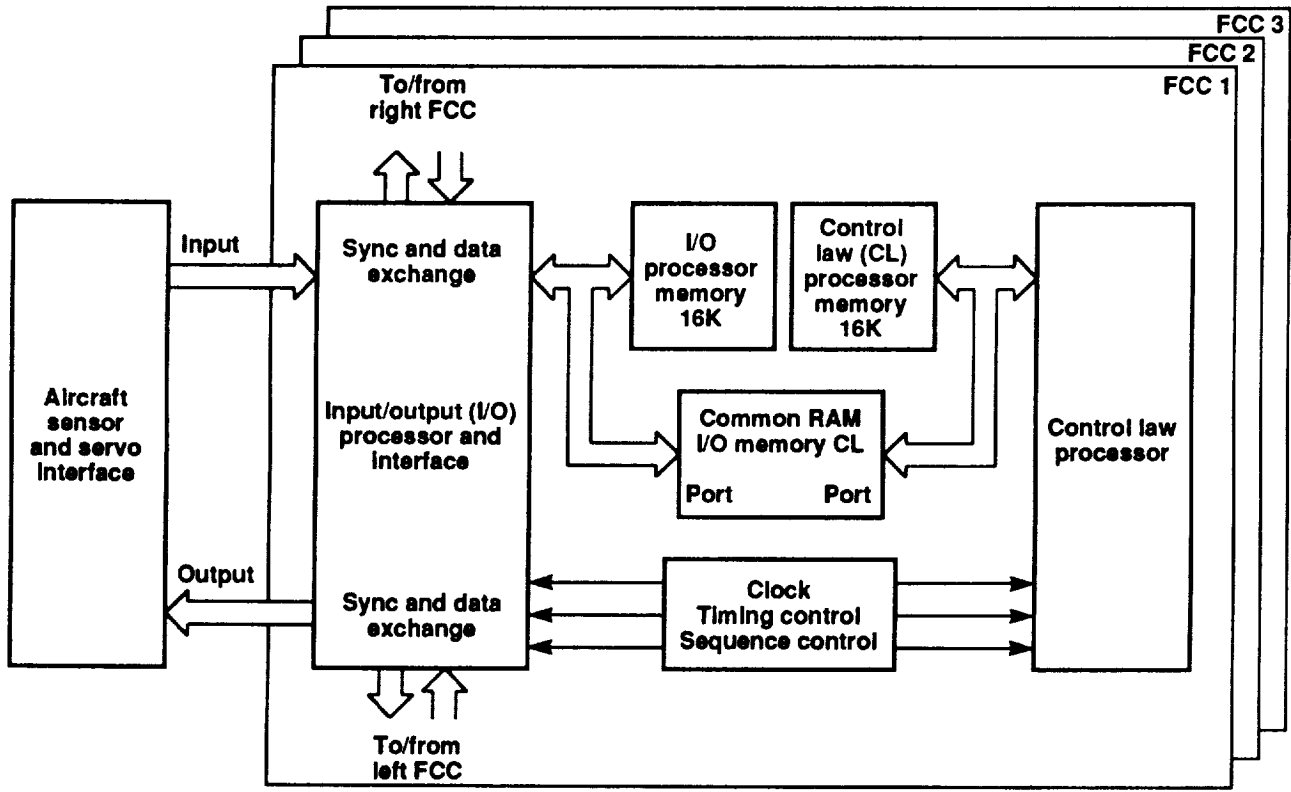 FCC 3
FCC 2
FCC 1
To/from
right FCC
Aircraft
sensor
and servo
interface
Input
Output
Sync and data
exchange
Input/output (I/O)
processor and
interface
Sync and data
exchange
To/from
left FCC
I/O
processor
memory
16K
Control
law (CL)
processor
memory
16K
Common RAM
I/O memory CL
Port Port
Clock
Timing control
Sequence control
Control law
processor